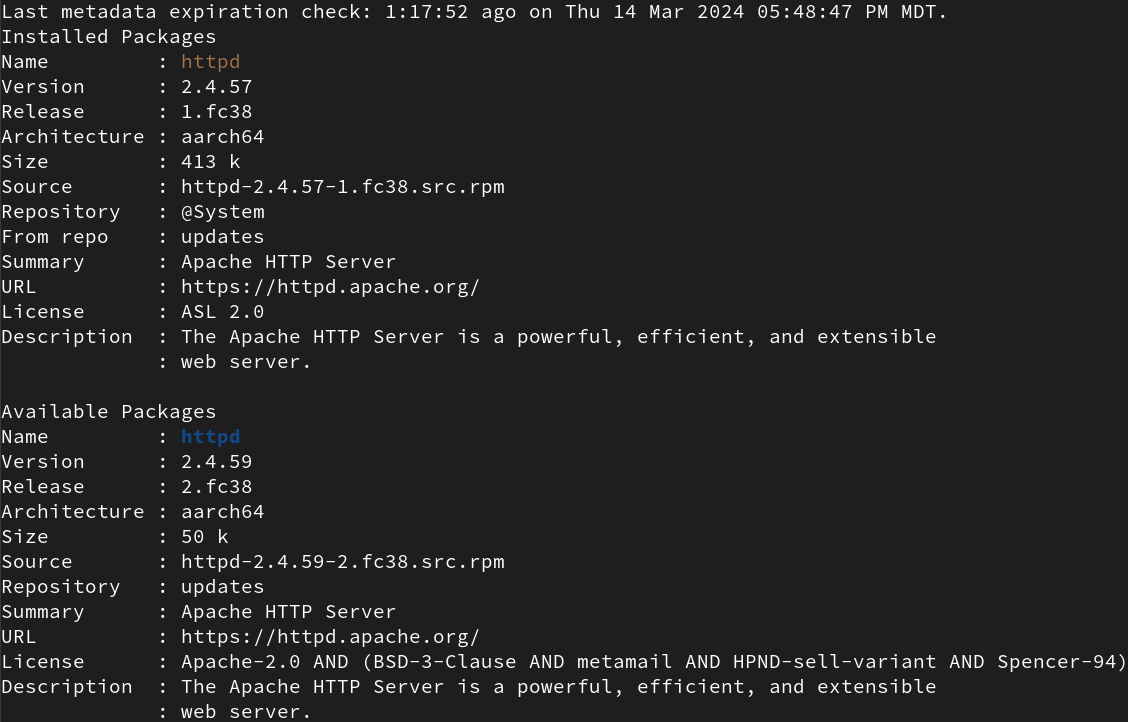 Last metadata expiration check: 1:17:52 ago on Thu 14 Mar 2024 05:48:47 PM MDT.
Installed Packages
Name         : httpd
Version      : 2.4.57
Release      : 1.fc38
Architecture : aarch64
Size         : 413 k
Source       : httpd-2.4.57-1.fc38.src.rpm
Repository   : @System
From repo    : updates
Summary      : Apache HTTP Server
URL          : https://httpd.apache.org/
License      : ASL 2.0
Description  : The Apache HTTP Server is a powerful, efficient, and extensible
             : web server.

Available Packages
Name         : httpd
Version      : 2.4.59
Release      : 2.fc38
Architecture : aarch64
Size         : 50 k
Source       : httpd-2.4.59-2.fc38.src.rpm
Repository   : updates
Summary      : Apache HTTP Server
URL          : https://httpd.apache.org/
License      : Apache-2.0 AND (BSD-3-Clause AND metamail AND HPND-sell-variant AND Spencer-94)
Description  : The Apache HTTP Server is a powerful, efficient, and extensible
             : web server.